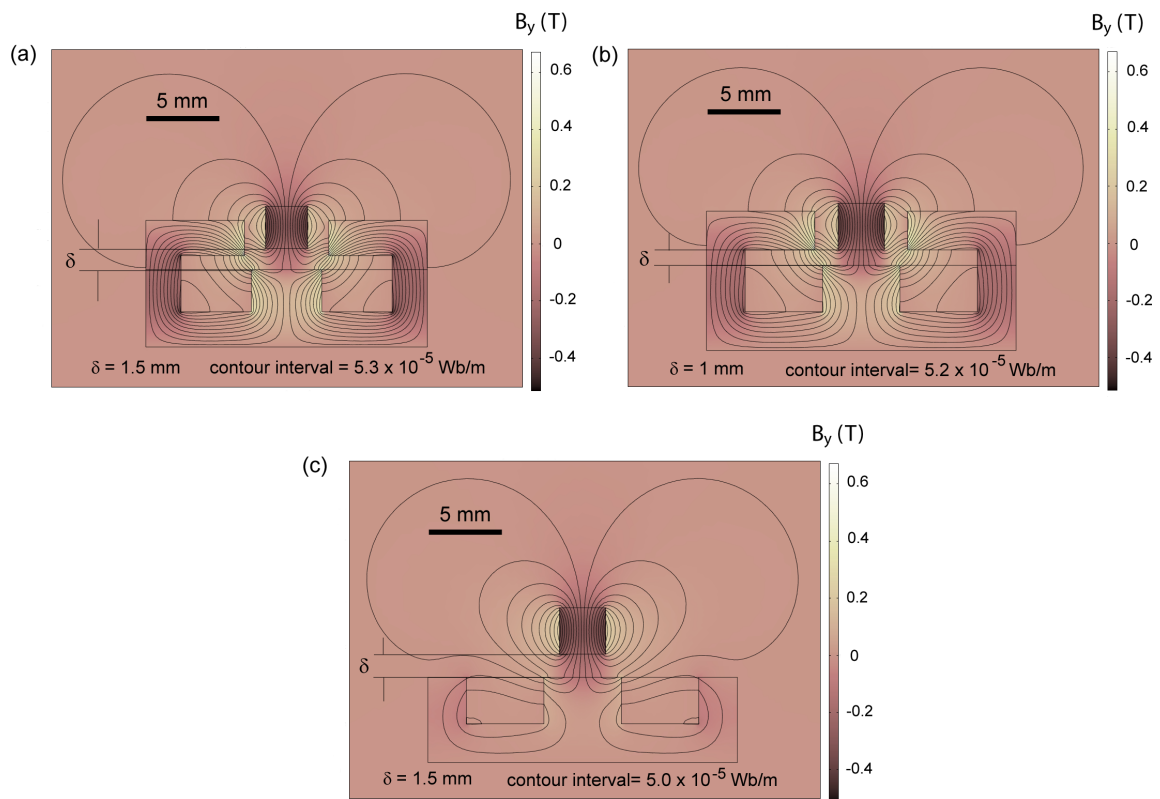 (a)
B_y (T)
5 mm
δ
δ = 1.5 mm contour interval = 5.3 x 10^-5 Wb/m
0.6
0.4
0.2
0
-0.2
-0.4
(b)
B_y (T)
5 mm
δ
δ = 1 mm contour interval= 5.2 x 10^-5 Wb/m
0.6
0.4
0.2
0
-0.2
-0.4
(c)
B_y (T)
5 mm
δ
δ = 1.5 mm contour interval= 5.0 x 10^-5 Wb/m
0.6
0.4
0.2
0
-0.2
-0.4